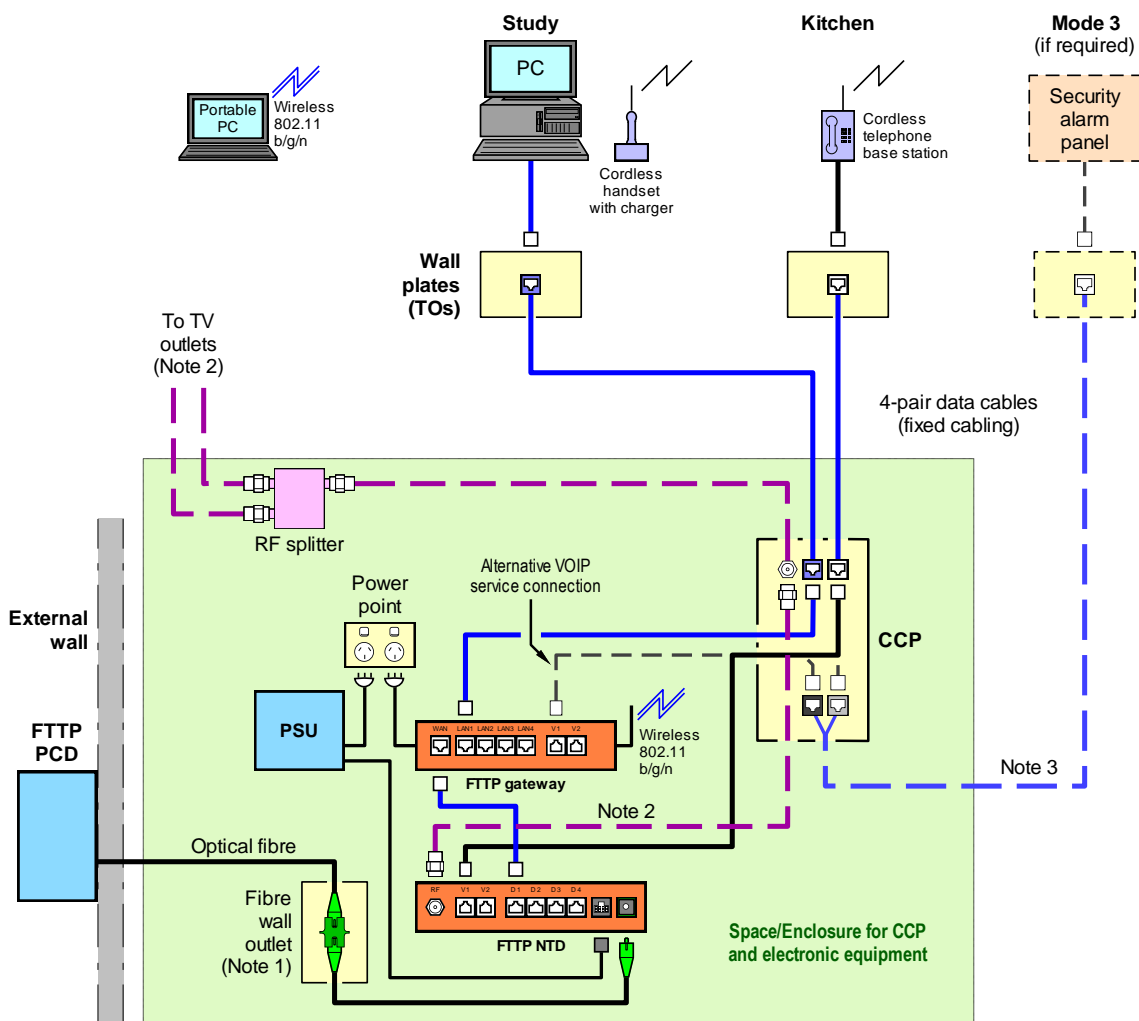 Study
Kitchen
Mode 3
(if required)
PC
Portable
PC
Wireless
802.11
b/g/n
Cordless
handset
with charger
Cordless
telephone
base station
Security
alarm
panel
Wall
plates
(TOs)
To TV
outlets
(Note 2)
4-pair data cables
(fixed cabling)
RF splitter
Alternative VOIP
service connection
Power
point
External
wall
CCP
PSU
WAN LAN1 LAN2 LAN3 LAN4 V1 V2
Wireless
802.11
b/g/n
FTTP gateway
FTTP
PCD
Note 3
Note 2
Optical fibre
RF V1 V2 D1 D2 D3 D4
FTTP NTD
Fibre
wall
outlet
(Note 1)
Space/Enclosure for CCP
and electronic equipment